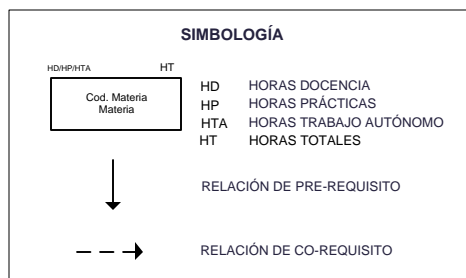 SIMBOLOGÍA
HD/HP/HTA HT
Cod. Materia
Materia
HD HORAS DOCENCIA
HP HORAS PRÁCTICAS
HTA HORAS TRABAJO AUTÓNOMO
HT HORAS TOTALES
RELACIÓN DE PRE-REQUISITO
RELACIÓN DE CO-REQUISITO